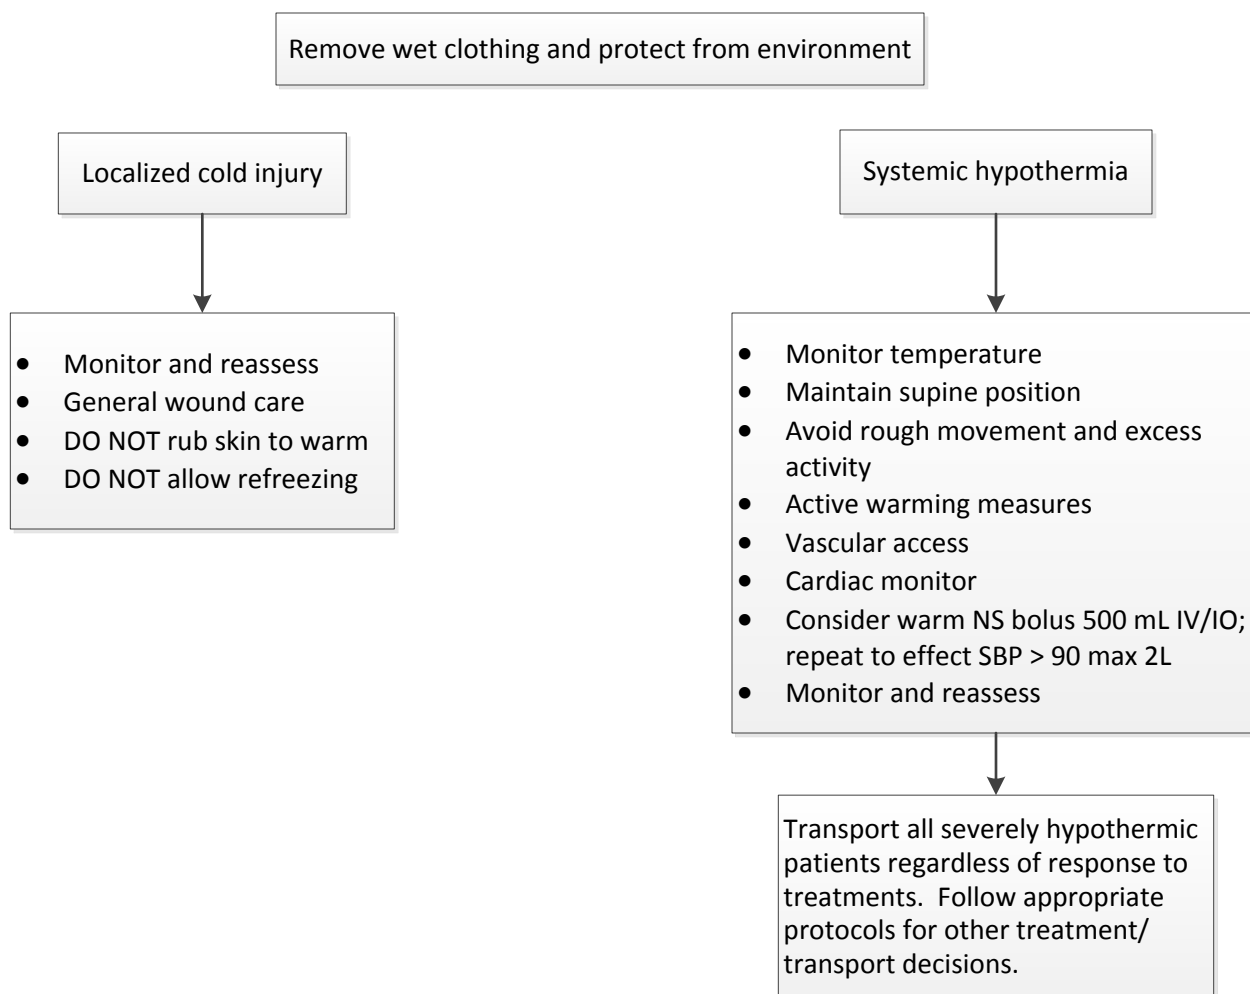 Remove wet clothing and protect from environment
Localized cold injury
Systemic hypothermia
• Monitor and reassess
• General wound care
• DO NOT rub skin to warm
• DO NOT allow refreezing
• Monitor temperature
• Maintain supine position
• Avoid rough movement and excess
activity
• Active warming measures
• Vascular access
• Cardiac monitor
• Consider warm NS bolus 500 mL IV/IO;
repeat to effect SBP > 90 max 2L
• Monitor and reassess
Transport all severely hypothermic
patients regardless of response to
treatments.  Follow appropriate
protocols for other treatment/
transport decisions.